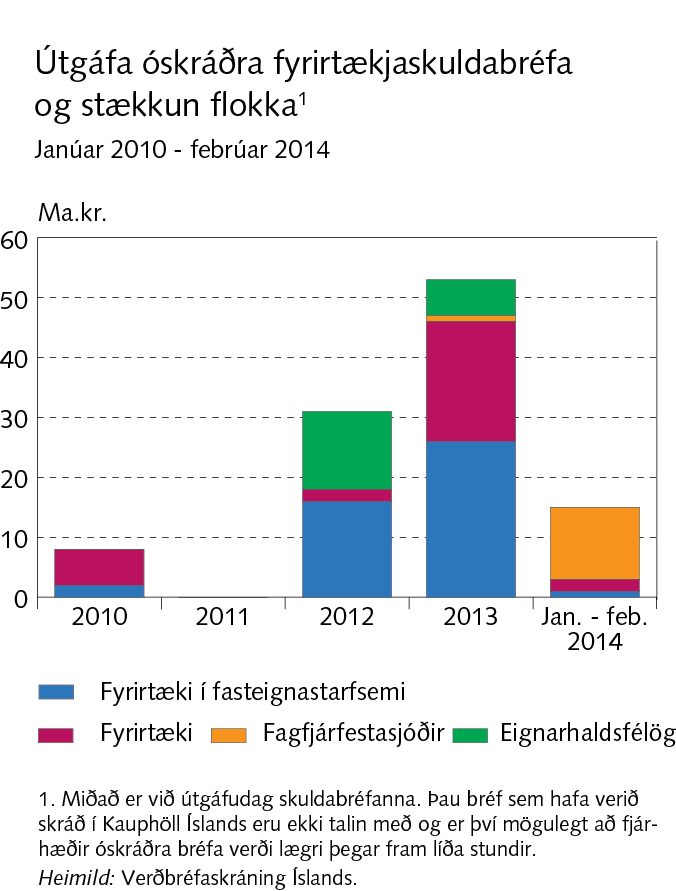 Útgáfa óskráðra fyrirtækjaskuldabréfa
og stækkun flokka1
Janúar 2010 - febrúar 2014
Ma.kr.
60
50
40
30
20
10
0
2010 2011 2012 2013 Jan. - feb.
2014
Fyrirtæki í fasteignastarfsemi
Fyrirtæki Fagfjárfestasjóðir Eignarhaldsfélög
1. Miðað er við útgáfudag skuldabréfanna. Þau bréf sem hafa verið
skráð í Kauphöll Íslands eru ekki talin með og er því mögulegt að fjár-
hæðir óskráðra bréfa verði lægri þegar fram líða stundir.
Heimild: Verðbréfaskráning Íslands.